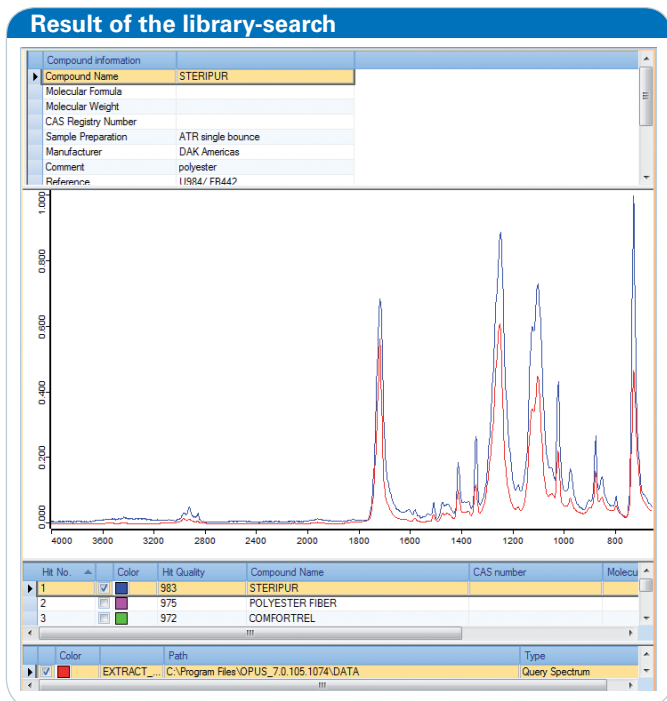 Result of the library-search
Compound information
Compound Name STERIPUR
Molecular Formula
Molecular Weight
CAS Registry Number
Sample Preparation ATR single bounce
Manufacturer DAK Americas
Comment polyester
Reference U984/ FB442
1.000
0.800
0.600
0.400
0.200
0.000
4000 3600 3200 2800 2400 2000 1800 1600 1400 1200 1000 800
Hit No. Color Hit Quality Compound Name CAS number Molecu
1 983 STERIPUR
2 975 POLYESTER FIBER
3 972 COMFORTREL
Color Path Type
EXTRACT_... C:\Program Files\OPUS_7.0.105.1074\DATA Query Spectrum